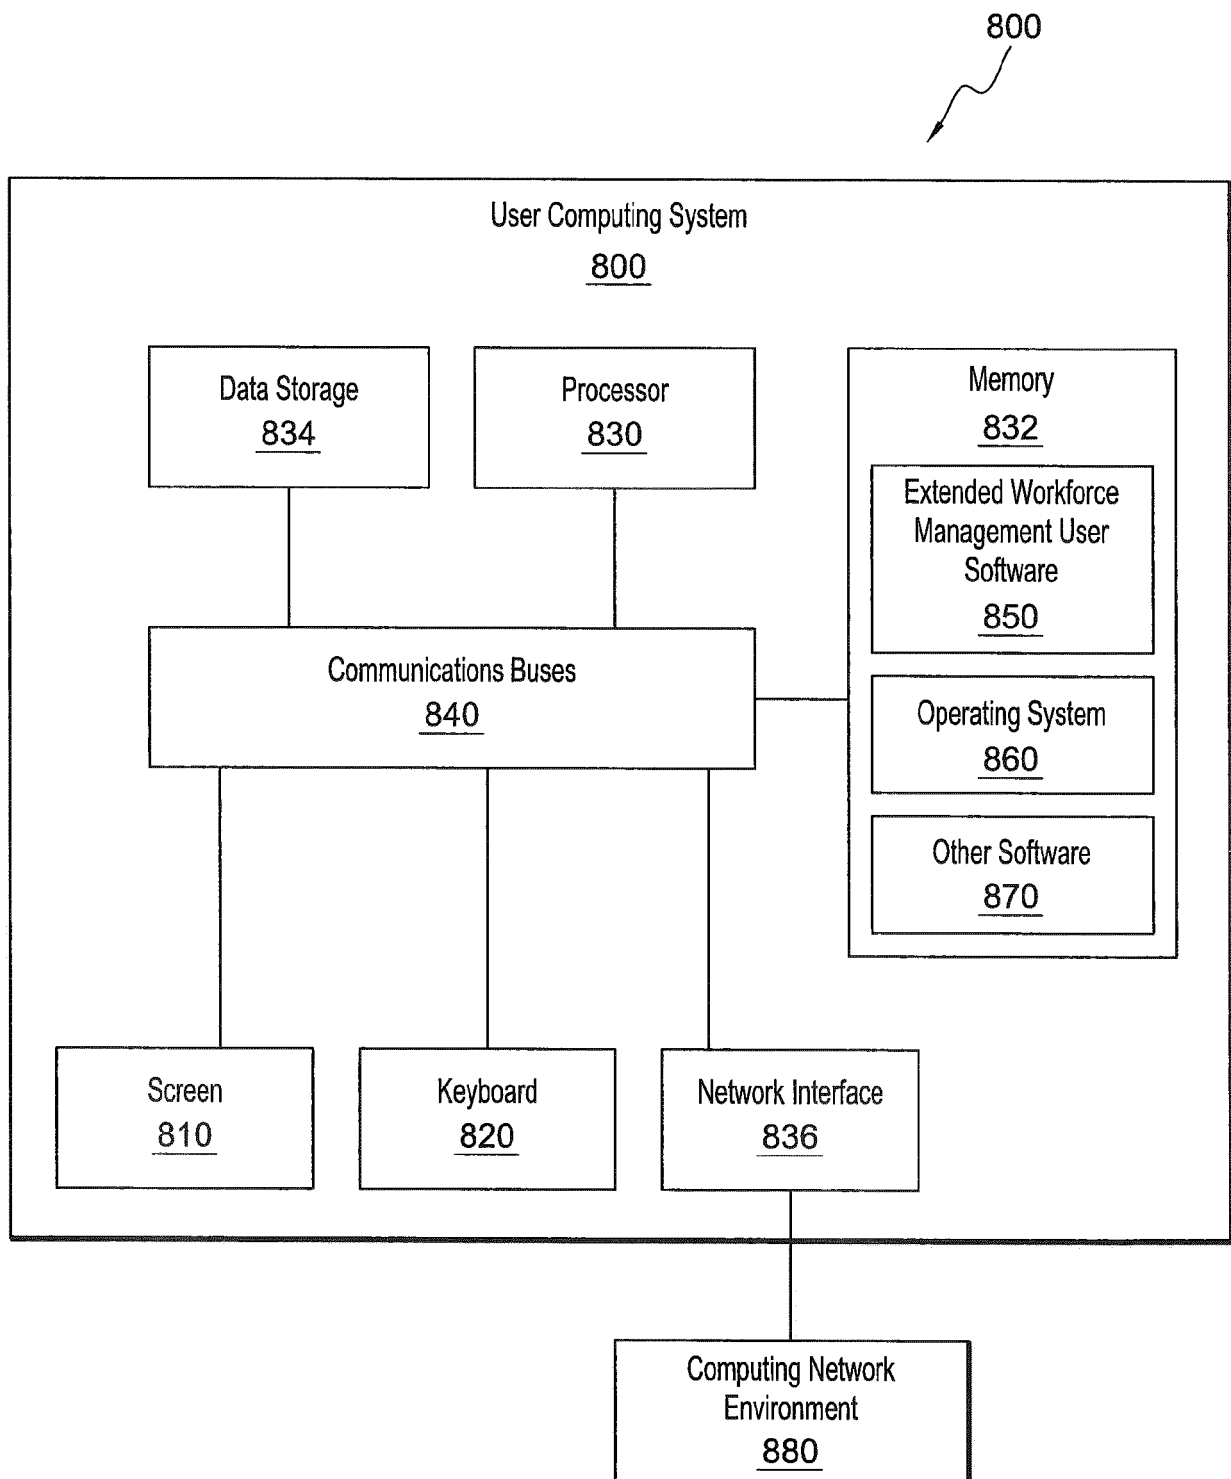 800
User Computing System
800
Data Storage
834
Processor
830
Memory
832
Extended Workforce
Management User
Software
850
Communications Buses
840
Operating System
860
Other Software
870
Screen
810
Keyboard
820
Network Interface
836
Computing Network
Environment
880